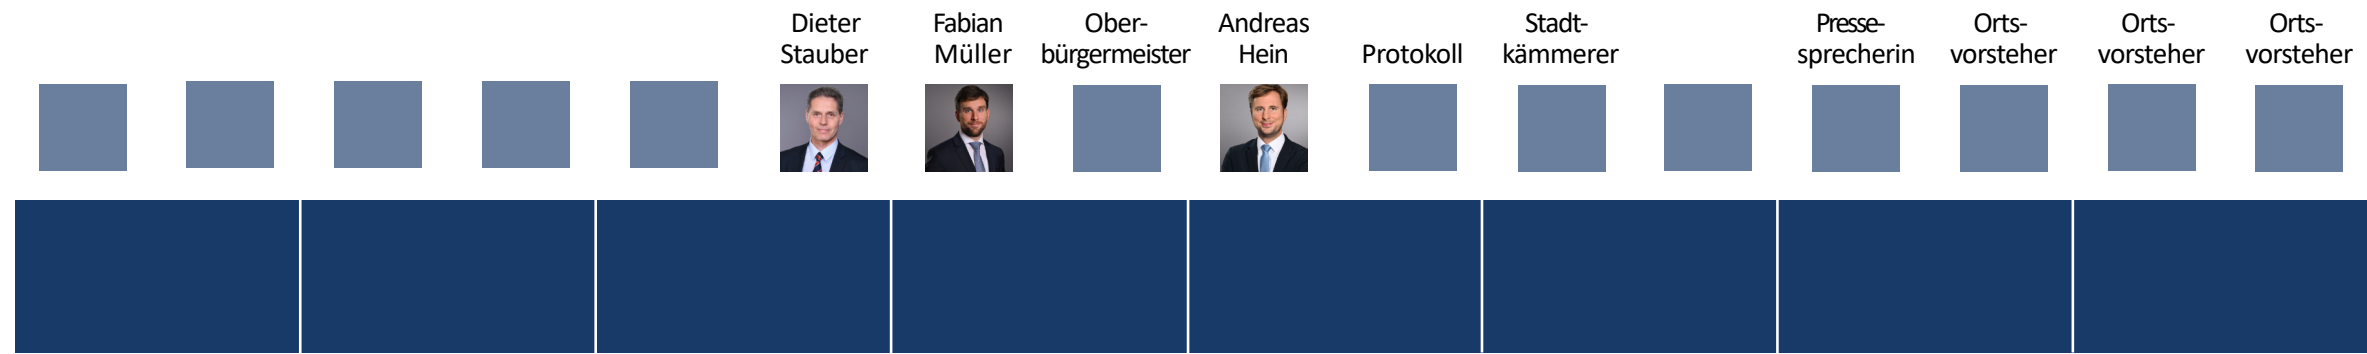 Dieter
Stauber
Fabian
Müller
Ober-
bürgermeister
Andreas
Hein
Protokoll
Stadt-
kämmerer
Presse-
sprecherin
Orts-
vorsteher
Orts-
vorsteher
Orts-
vorsteher